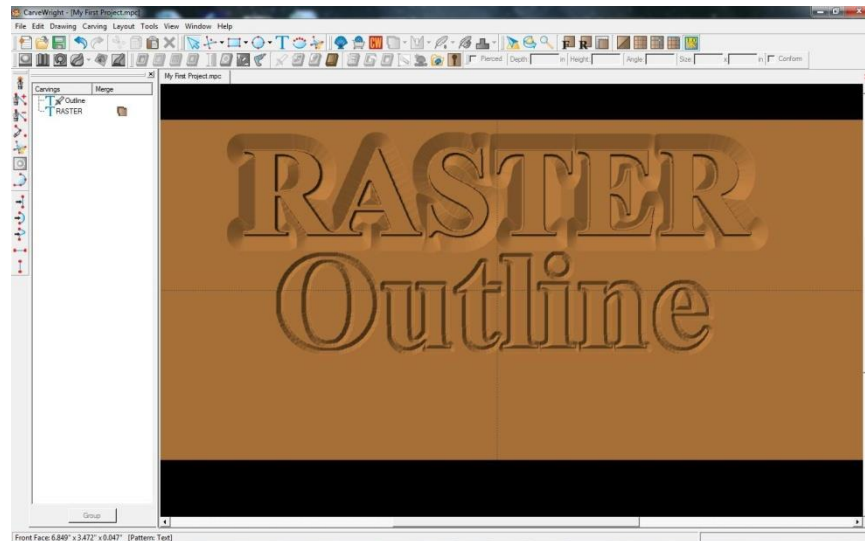 CarveWright - [My First Project.mpc]
File Edit Drawing Carving Layout Tools View Window Help
Pierced Depth: in Height: Angle: Size: x in Conform
My First Project.mpc
Carvings Merge
Outline
RASTER
RASTER
Outline
Group
Front Face: 6.849" x 3.472" x 0.047" [Pattern: Text]